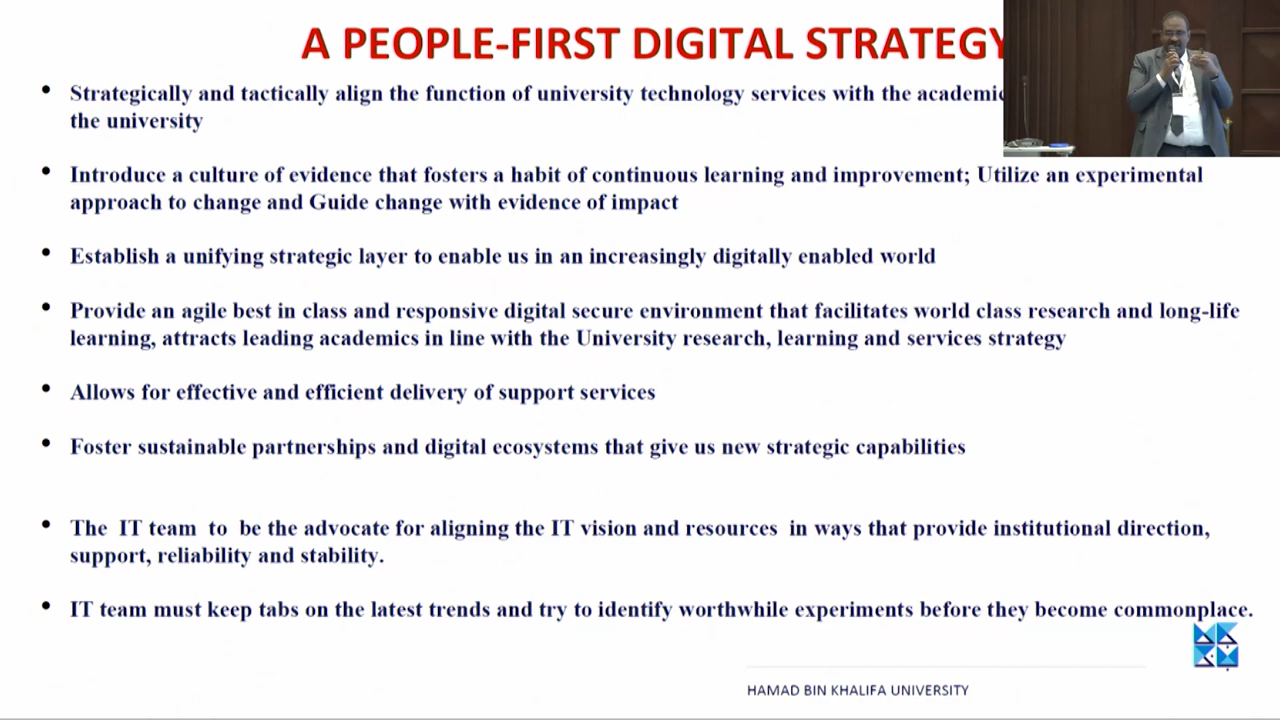 A PEOPLE-FIRST DIGITAL STRATEGY
• Strategically and tactically align the function of university technology services with the academic
the university
• Introduce a culture of evidence that fosters a habit of continuous learning and improvement; Utilize an experimental
approach to change and Guide change with evidence of impact
• Establish a unifying strategic layer to enable us in an increasingly digitally enabled world
• Provide an agile best in class and responsive digital secure environment that facilitates world class research and long-life
learning, attracts leading academics in line with the University research, learning and services strategy
• Allows for effective and efficient delivery of support services
• Foster sustainable partnerships and digital ecosystems that give us new strategic capabilities
• The IT team to be the advocate for aligning the IT vision and resources in ways that provide institutional direction,
support, reliability and stability.
• IT team must keep tabs on the latest trends and try to identify worthwhile experiments before they become commonplace.
HAMAD BIN KHALIFA UNIVERSITY